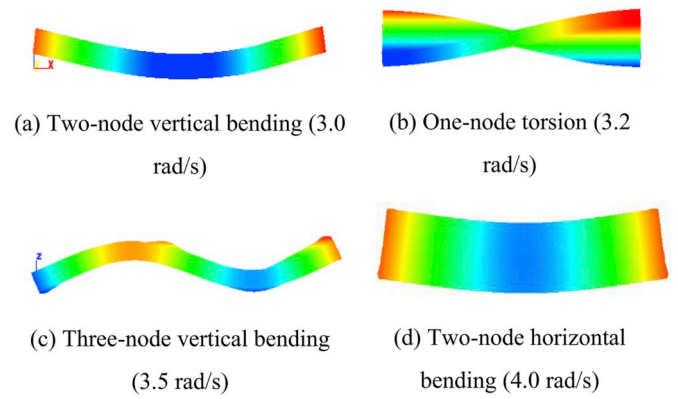 X
(a) Two-node vertical bending (3.0
rad/s)
(b) One-node torsion (3.2
rad/s)
z
(c) Three-node vertical bending
(3.5 rad/s)
(d) Two-node horizontal
bending (4.0 rad/s)